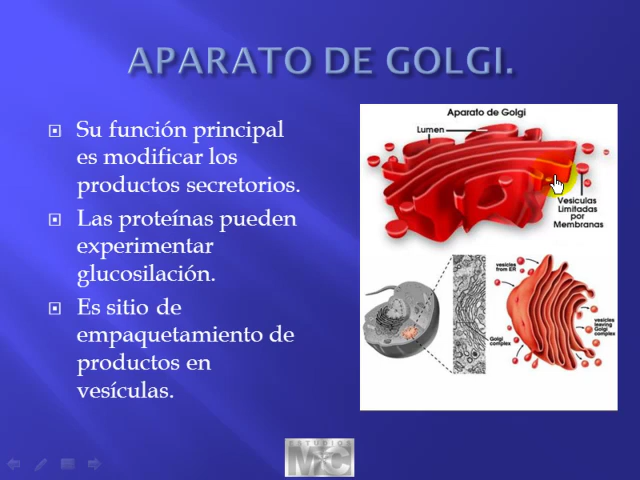 APARATO DE GOLGI.
Su función principal
es modificar los
productos secretorios.
Las proteínas pueden
experimentar
glucosilación.
Es sitio de
empaquetamiento de
productos en
vesículas.
Aparato de Golgi
Lumen
Vesiculas
Limitadas
por
Membranas
vesicles
from ER
vesicles
leaving
Golgi
complex
Golgi
complex
ESTUDIOS
MC